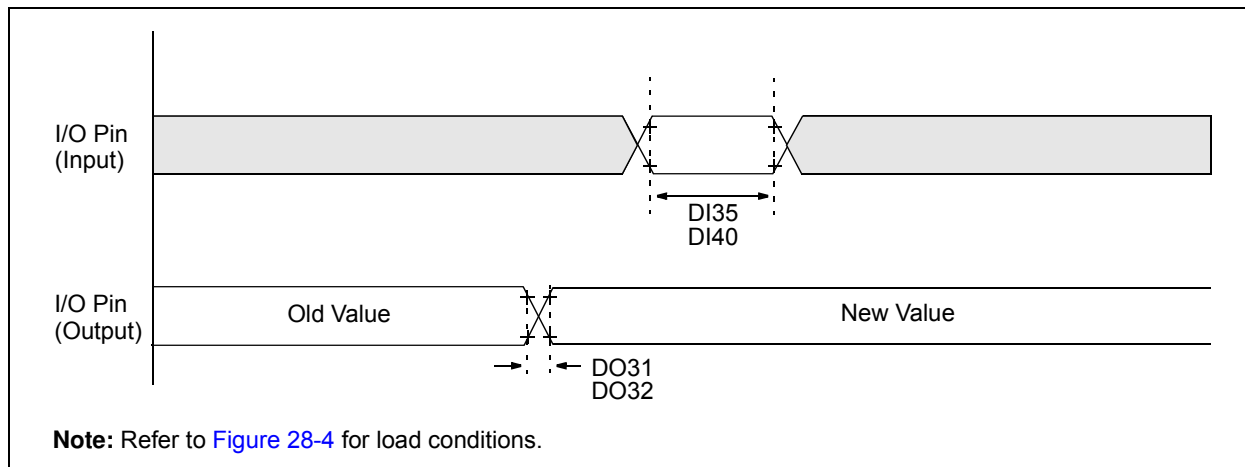 I/O Pin
(Input)
DI35
DI40
I/O Pin
(Output)
Old Value
New Value
DO31
DO32
Note: Refer to Figure 28-4 for load conditions.